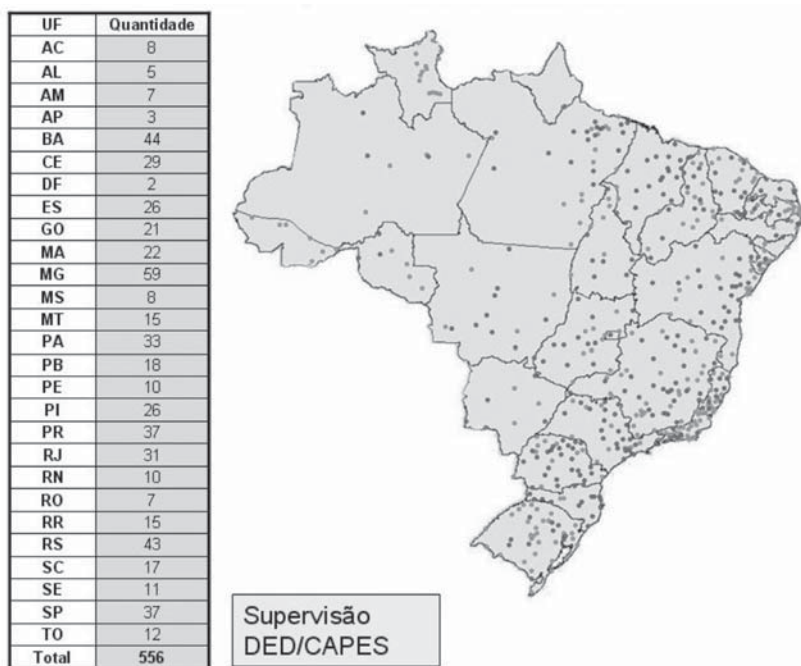 UF Quantidade
AC 8
AL 5
AM 7
AP 3
BA 44
CE 29
DF 2
ES 26
GO 21
MA 22
MG 59
MS 8
MT 15
PA 33
PB 18
PE 10
PI 26
PR 37
RJ 31
RN 10
RO 7
RR 15
RS 43
SC 17
SE 11
SP 37
TO 12
Total 556
Supervisão
DED/CAPES